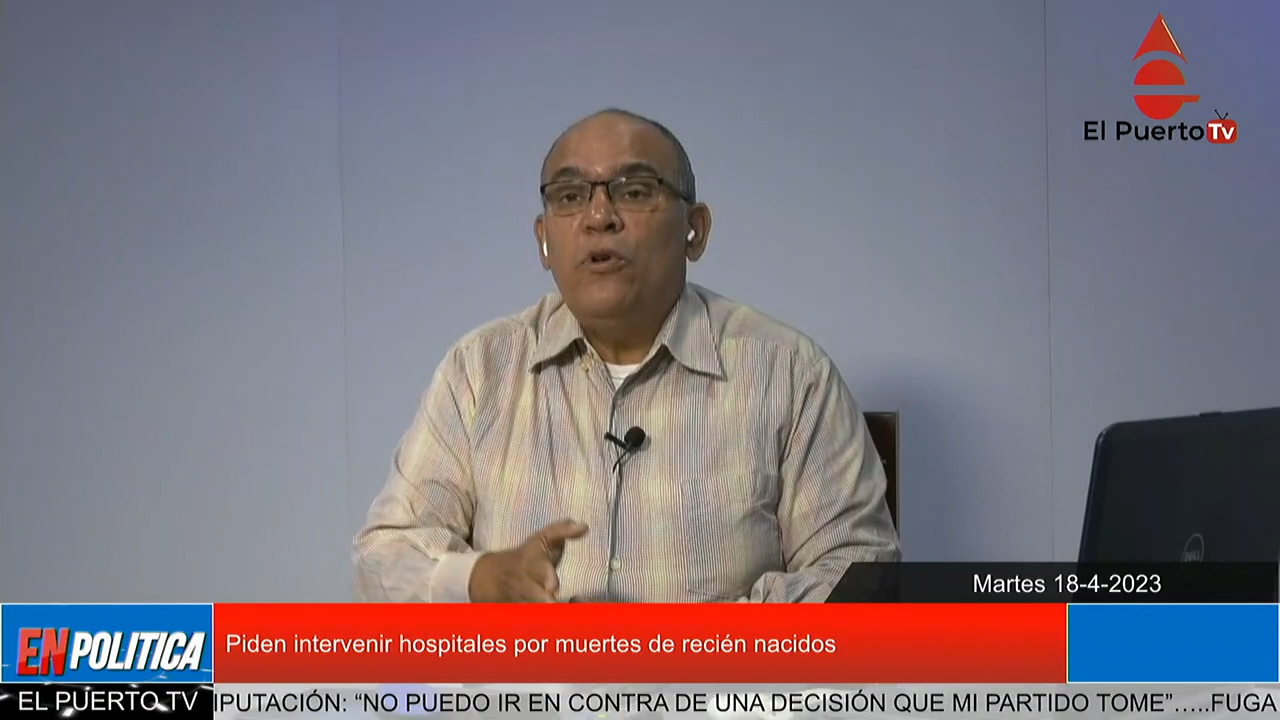 El Puerto Tv
DELL
Martes 18-4-2023
EN POLITICA
Piden intervenir hospitales por muertes de recién nacidos
EL PUERTO TV
IPUTACIÓN: “NO PUEDO IR EN CONTRA DE UNA DECISIÓN QUE MI PARTIDO TOME”…..FUGA